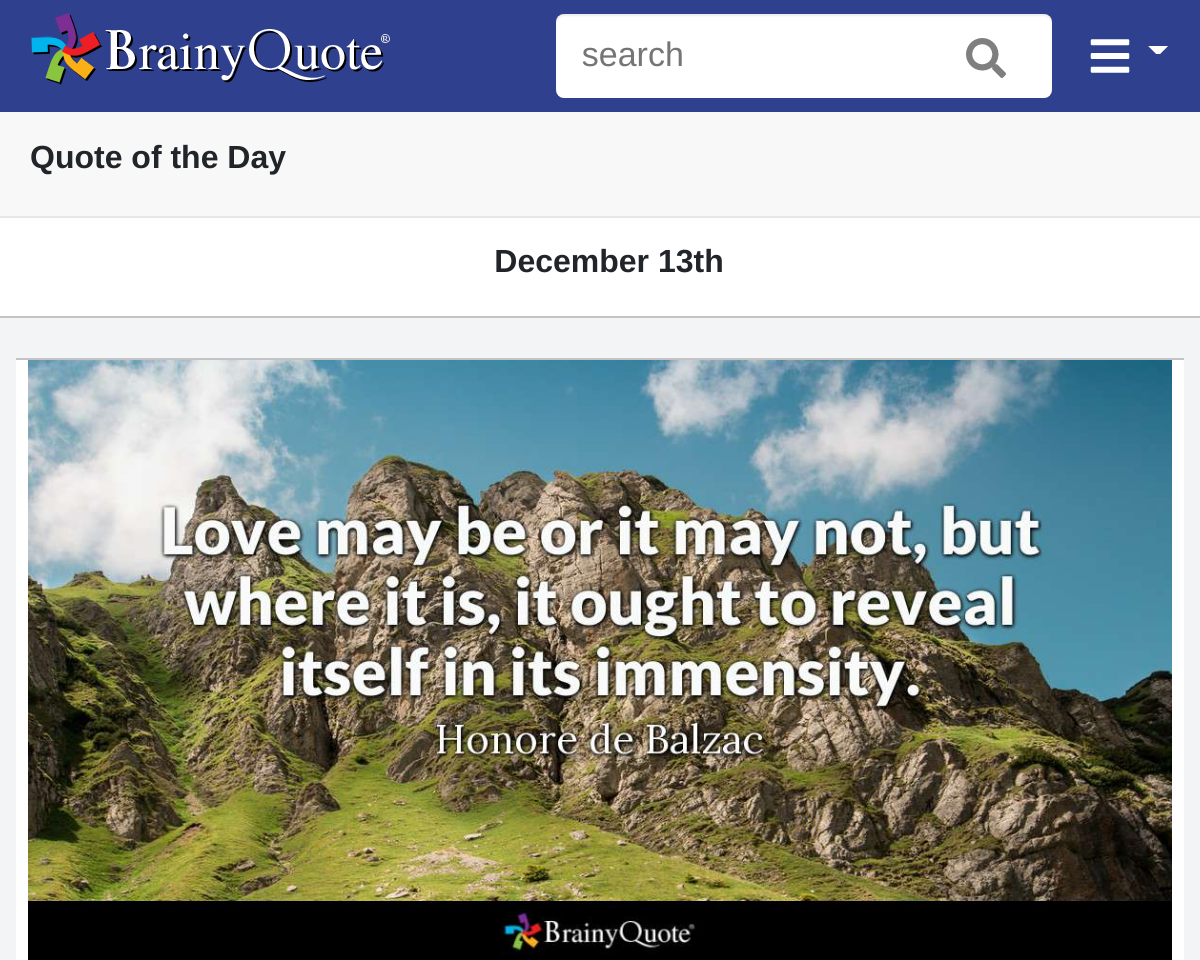 BrainyQuote®
search
Quote of the Day
December 13th
Love may be or it may not, but
where it is, it ought to reveal
itself in its immensity.
Honore de Balzac
BrainyQuote®